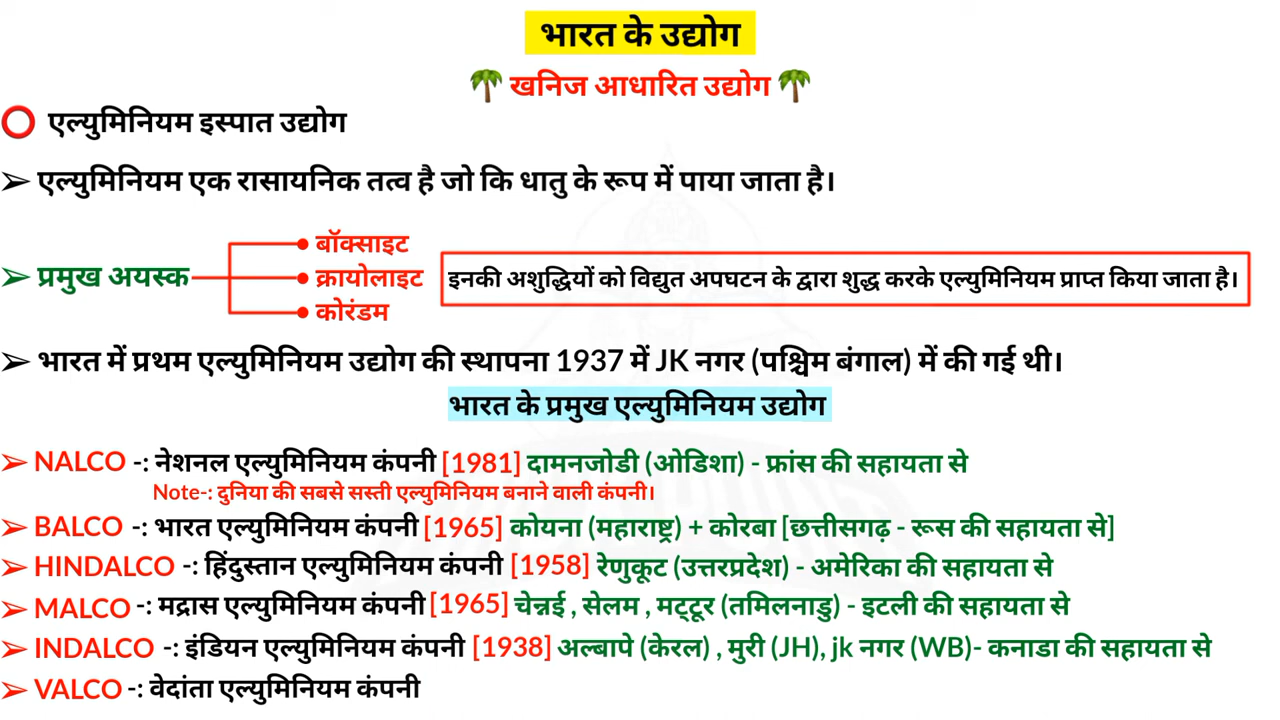 भारत के उद्योग
🌴 खनिज आधारित उद्योग 🌴
⭕ एल्युमिनियम इस्पात उद्योग
➢ एल्युमिनियम एक रासायनिक तत्व है जो कि धातु के रूप में पाया जाता है।
बॉक्साइट
➢ प्रमुख अयस्क
क्रायोलाइट
इनकी अशुद्धियों को विद्युत अपघटन के द्वारा शुद्ध करके एल्युमिनियम प्राप्त किया जाता है।
कोरंडम
➢ भारत में प्रथम एल्युमिनियम उद्योग की स्थापना 1937 में JK नगर (पश्चिम बंगाल) में की गई थी।
भारत के प्रमुख एल्युमिनियम उद्योग
➢ NALCO -: नेशनल एल्युमिनियम कंपनी [1981] दामनजोडी (ओडिशा) - फ्रांस की सहायता से
Note-: दुनिया की सबसे सस्ती एल्युमिनियम बनाने वाली कंपनी।
➢ BALCO -: भारत एल्युमिनियम कंपनी [1965] कोयना (महाराष्ट्र) + कोरबा [छत्तीसगढ़ - रूस की सहायता से]
➢ HINDALCO -: हिंदुस्तान एल्युमिनियम कंपनी [1958] रेणुकूट (उत्तरप्रदेश) - अमेरिका की सहायता से
➢ MALCO -: मद्रास एल्युमिनियम कंपनी [1965] चेन्नई , सेलम , मट्टूर (तमिलनाडु) - इटली की सहायता से
➢ INDALCO -: इंडियन एल्युमिनियम कंपनी [1938] अल्बापे (केरल) , मुरी (JH), jk नगर (WB)- कनाडा की सहायता से
➢ VALCO -: वेदांता एल्युमिनियम कंपनी